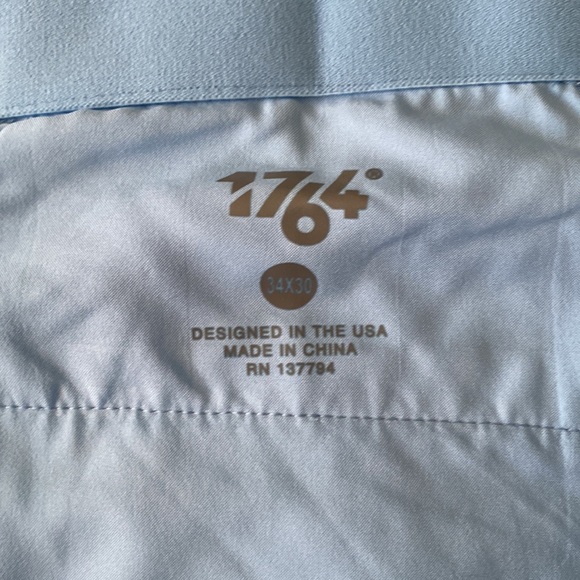 1764°
34X30
DESIGNED IN THE USA
MADE IN CHINA
RN 137794